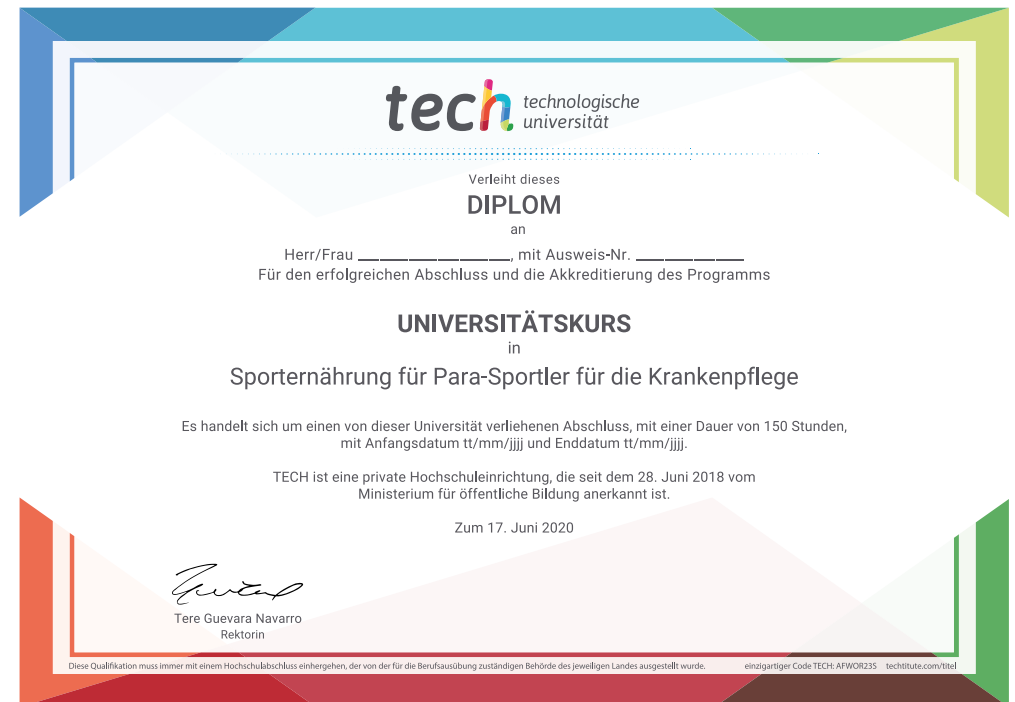 tech technologische
universität
Verleiht dieses
DIPLOM
an
Herr/Frau ____________________, mit Ausweis-Nr. ______________
Für den erfolgreichen Abschluss und die Akkreditierung des Programms
UNIVERSITÄTSKURS
in
Sporternährung für Para-Sportler für die Krankenpflege
Es handelt sich um einen von dieser Universität verliehenen Abschluss, mit einer Dauer von 150 Stunden,
mit Anfangsdatum tt/mm/jjjj und Enddatum tt/mm/jjjj.
TECH ist eine private Hochschuleinrichtung, die seit dem 28. Juni 2018 vom
Ministerium für öffentliche Bildung anerkannt ist.
Zum 17. Juni 2020
Tere Guevara Navarro
Rektorin
Diese Qualifikation muss immer mit einem Hochschulabschluss einhergehen, der von der für die Berufsausübung zuständigen Behörde des jeweiligen Landes ausgestellt wurde. einzigartiger Code TECH: AFWOR23S techtitute.com/titel